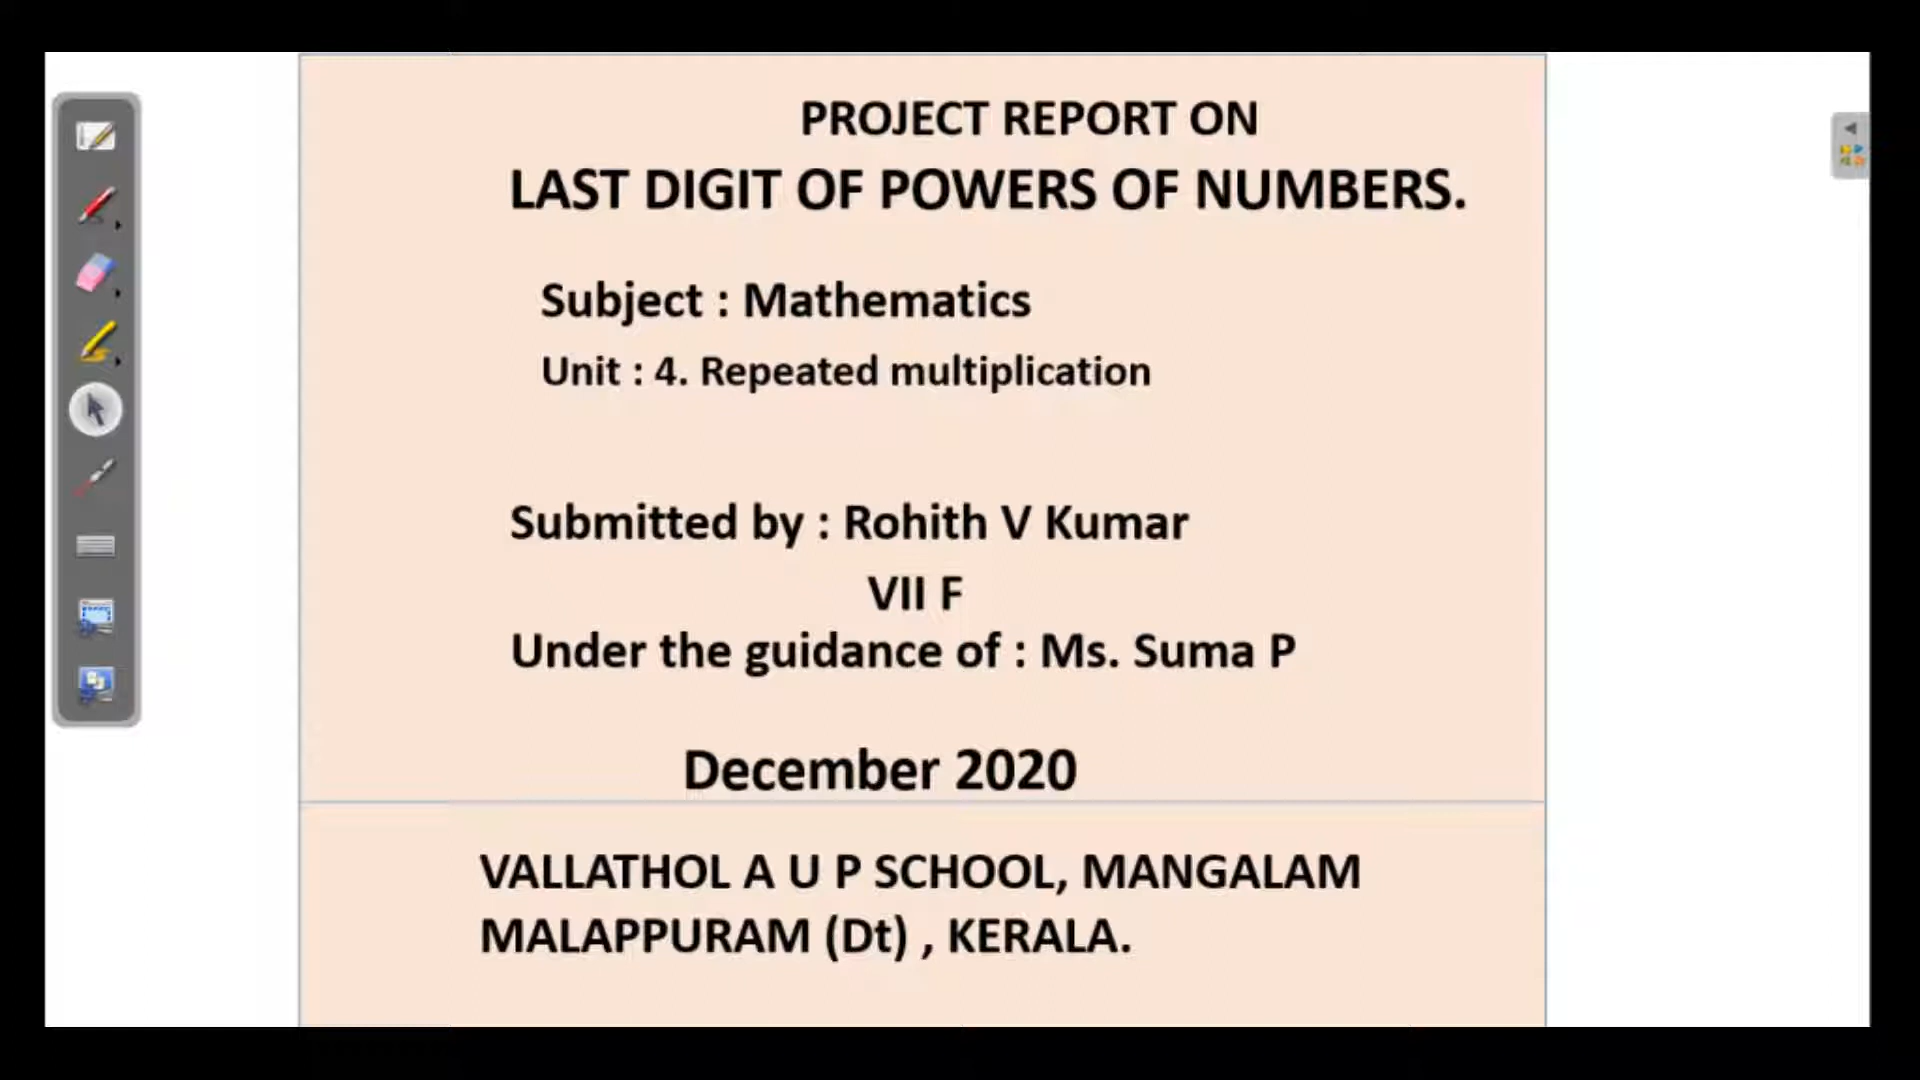 PROJECT REPORT ON
LAST DIGIT OF POWERS OF NUMBERS.
Subject : Mathematics
Unit : 4. Repeated multiplication
Submitted by : Rohith V Kumar
VII F
Under the guidance of : Ms. Suma P
December 2020
VALLATHOL A U P SCHOOL, MANGALAM
MALAPPURAM (Dt) , KERALA.